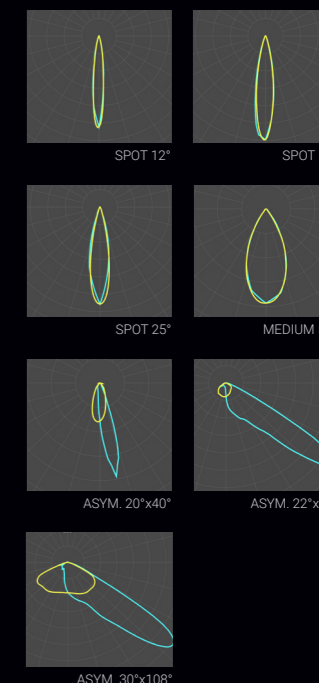 SPOT 12° SPOT
SPOT 25° MEDIUM
ASYM. 20°x40° ASYM. 22°x
ASYM. 30°x108°